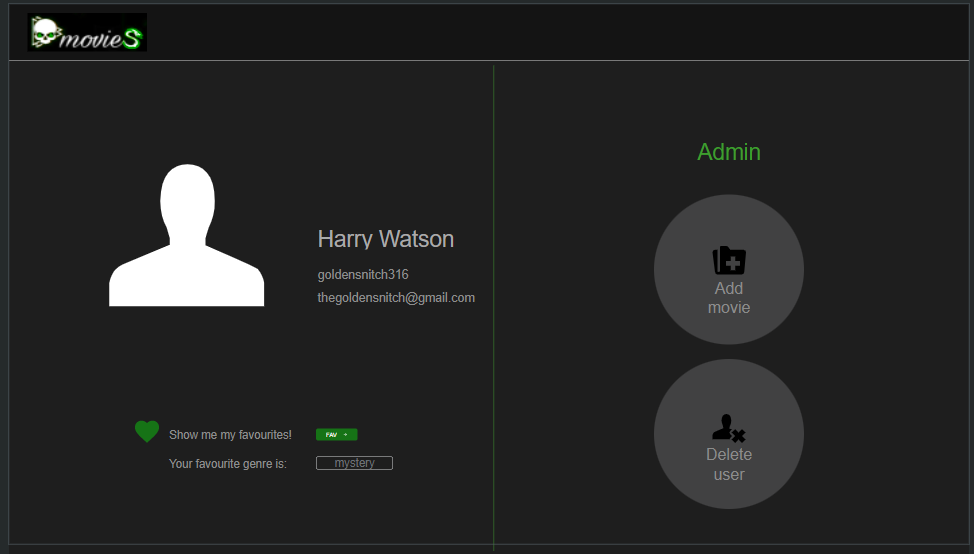 movieS
Harry Watson
goldensnitch316
thegoldensnitch@gmail.com
Show me my favourites!
FAV
Your favourite genre is:
mystery
Admin
Add
movie
Delete
user